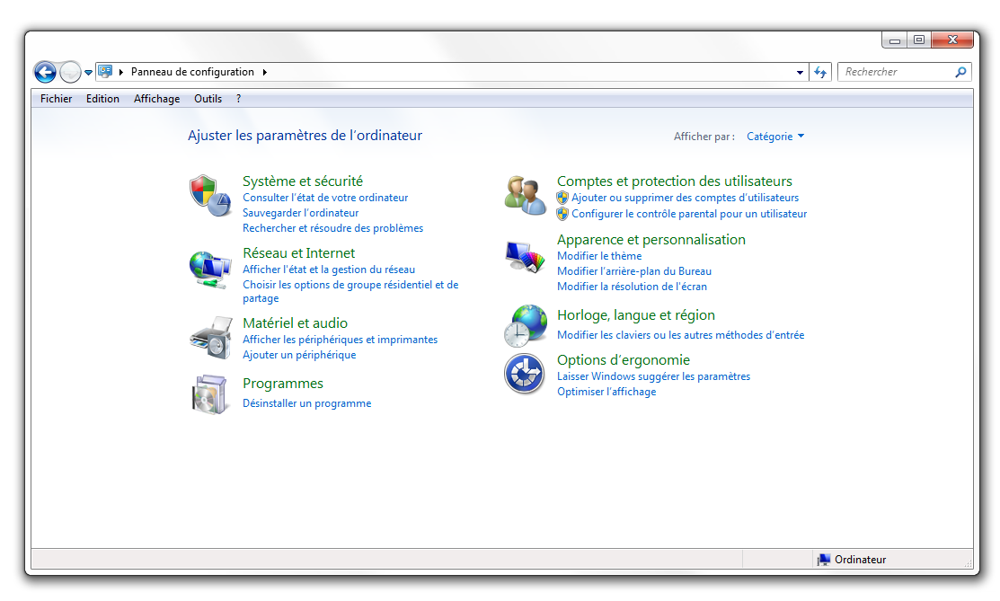 Panneau de configuration
Rechercher
Fichier Edition Affichage Outils ?
Ajuster les paramètres de l'ordinateur
Afficher par : Catégorie
Système et sécurité
Consulter l'état de votre ordinateur
Sauvegarder l'ordinateur
Rechercher et résoudre des problèmes
Réseau et Internet
Afficher l'état et la gestion du réseau
Choisir les options de groupe résidentiel et de
partage
Matériel et audio
Afficher les périphériques et imprimantes
Ajouter un périphérique
Programmes
Désinstaller un programme
Comptes et protection des utilisateurs
Ajouter ou supprimer des comptes d'utilisateurs
Configurer le contrôle parental pour un utilisateur
Apparence et personnalisation
Modifier le thème
Modifier l'arrière-plan du Bureau
Modifier la résolution de l'écran
Horloge, langue et région
Modifier les claviers ou les autres méthodes d'entrée
Options d'ergonomie
Laisser Windows suggérer les paramètres
Optimiser l'affichage
Ordinateur